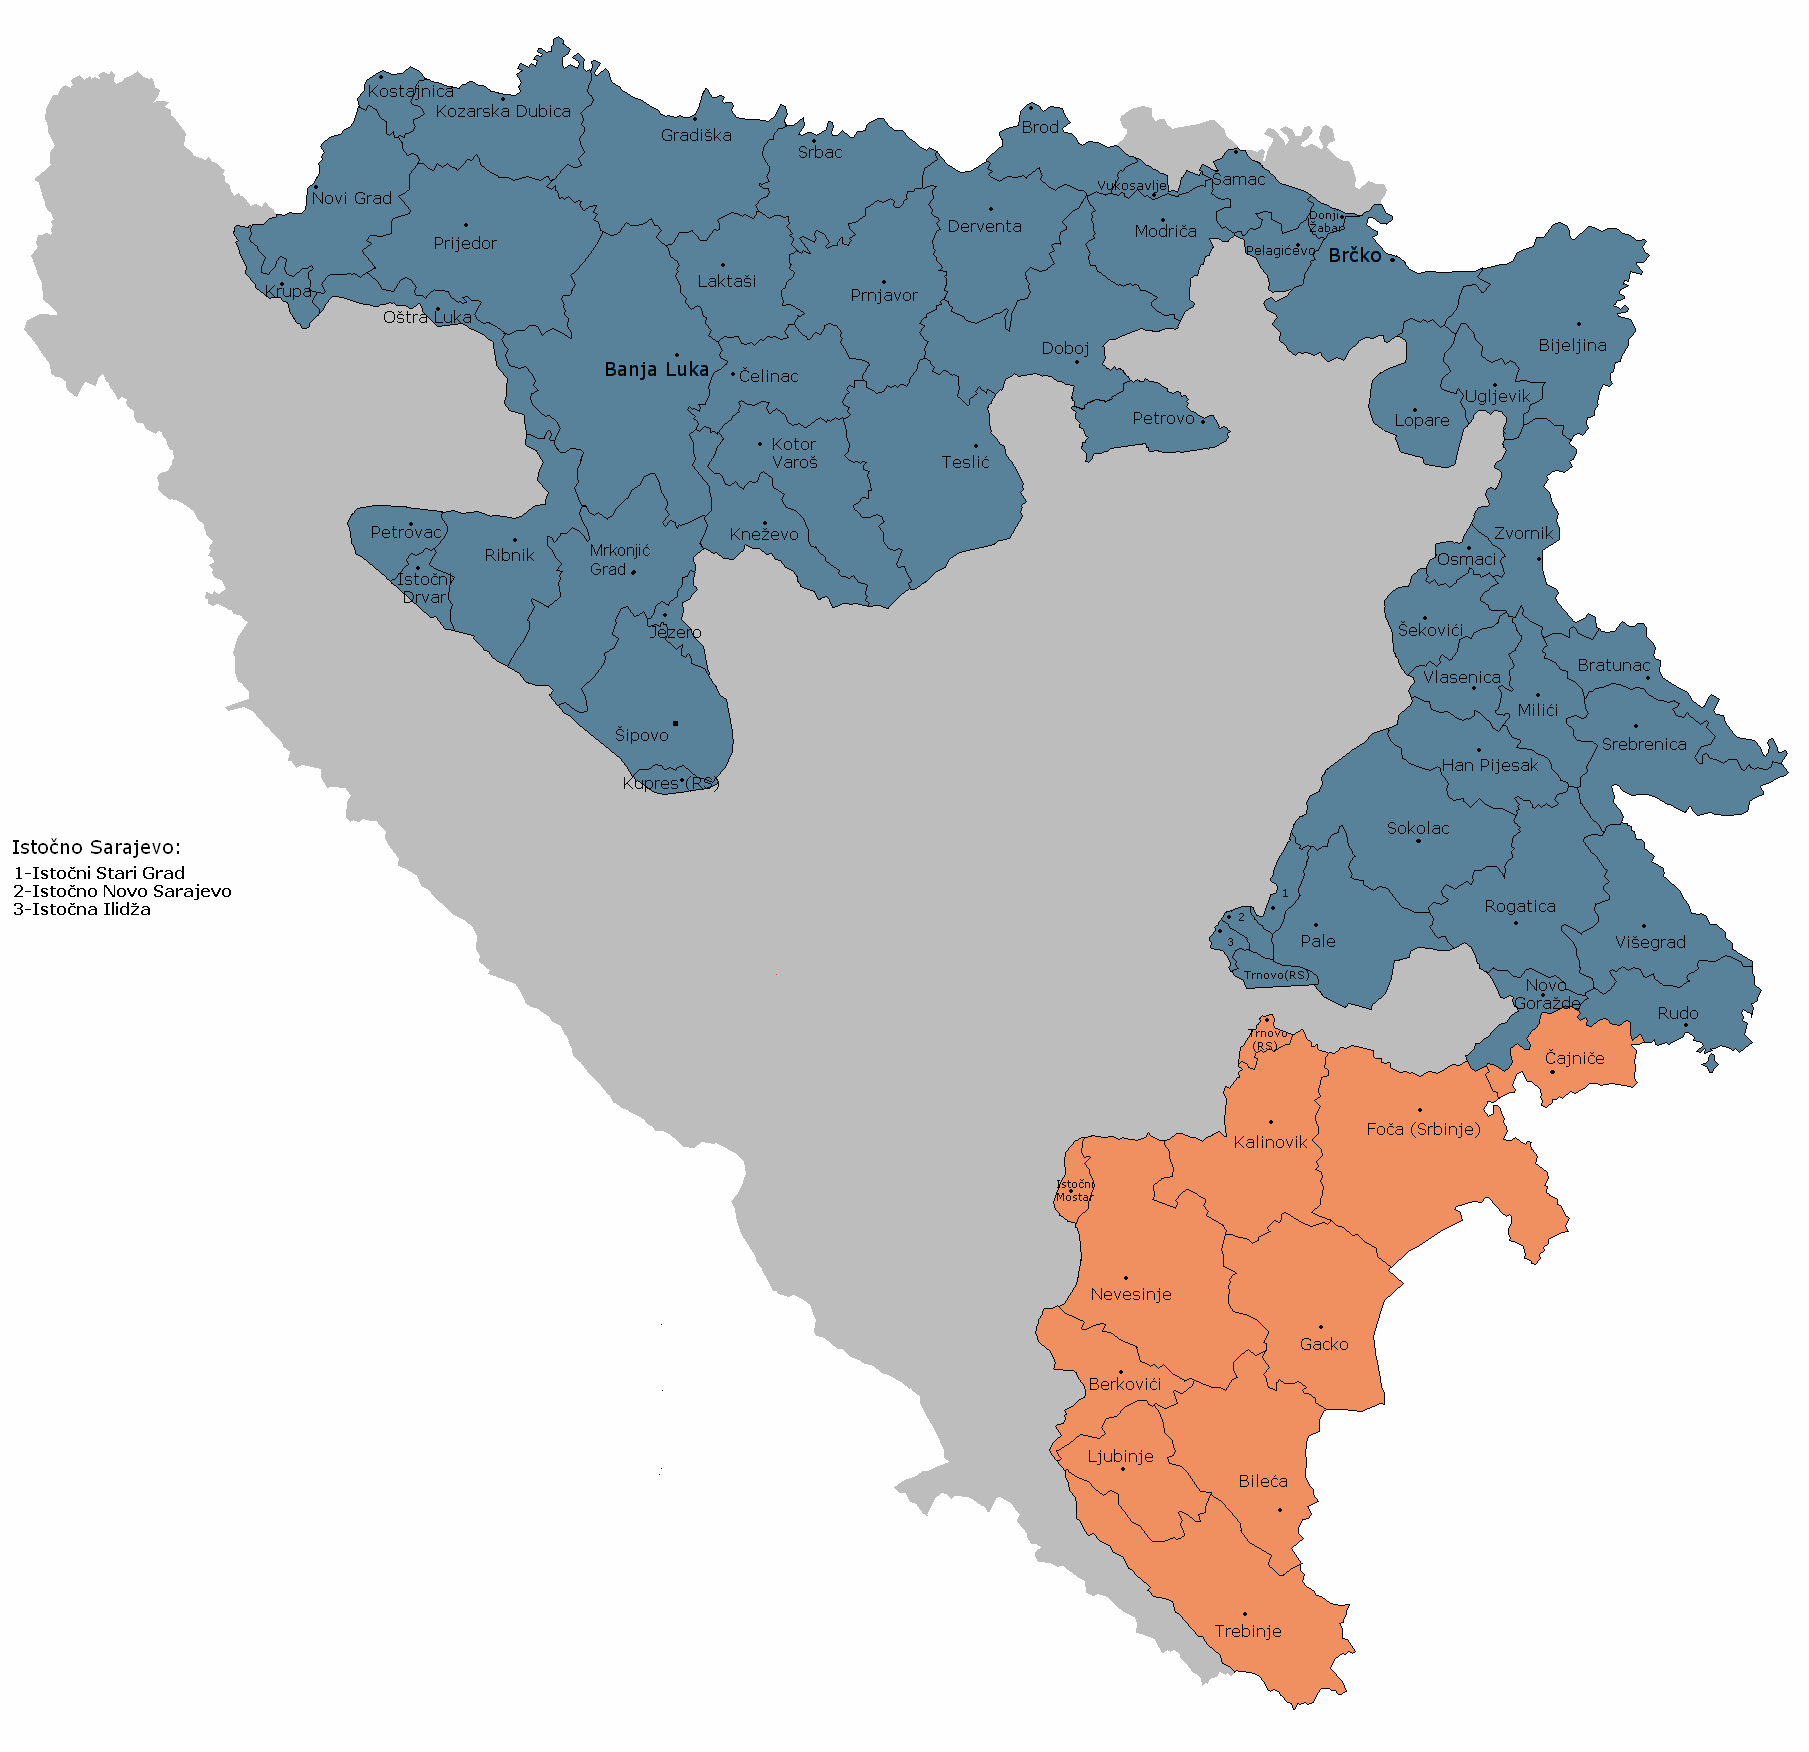 Kostajnica
Kozarska Dubica
Gradiška
Srbac
Brod
Vukosavlje
Šamac
Novi Grad
Prijedor
Derventa
Modriča
Donji
Žabar
Pelagićevo
Brčko
Krupa
Oštra Luka
Laktaši
Prnjavor
Doboj
Bijeljina
Banja Luka
Čelinac
Petrovo
Lopare
Ugljevik
Kotor
Varoš
Teslić
Petrovac
Ribnik
Mrkonjić
Grad
Kneževo
Zvornik
Osmaci
Istočni
Drvar
Jezero
Šekovići
Vlasenica
Bratunac
Milići
Šipovo
Srebrenica
Han Pijesak
Kupres (RS)
Sokolac
Istočno Sarajevo:
1-Istočni Stari Grad
2-Istočno Novo Sarajevo
3-Istočna Ilidža
1
2
3
Pale
Rogatica
Višegrad
Trnovo(RS)
Novo
Goražde
Rudo
Trnovo
(RS)
Čajniče
Kalinovik
Foča (Srbinje)
Istočni
Mostar
Nevesinje
Gacko
Berkovići
Ljubinje
Bileća
Trebinje